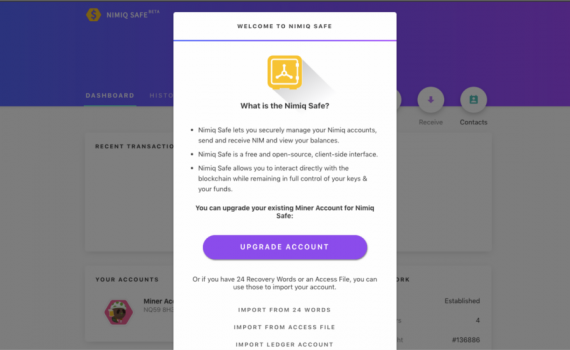 WELCOME TO NIMIQ SAFE
NIMIQ SAFE BETA
DASHBOARD
HISTO
Receive
Contacts
RECENT TRANSACTIO
What is the Nimiq Safe?
• Nimiq Safe lets you securely manage your Nimiq accounts,
send and receive NIM and view your balances.
• Nimiq Safe is a free and open-source, client-side interface.
• Nimiq Safe allows you to interact directly with the
blockchain while remaining in full control of your keys &
your funds.
You can upgrade your existing Miner Account for Nimiq
Safe:
UPGRADE ACCOUNT
Or if you have 24 Recovery Words or an Access File, you can
use those to import your account.
IMPORT FROM 24 WORDS
IMPORT FROM ACCESS FILE
IMPORT LEDGER ACCOUNT
YOUR ACCOUNTS
Miner Acc
ORK
Established
4
#136886